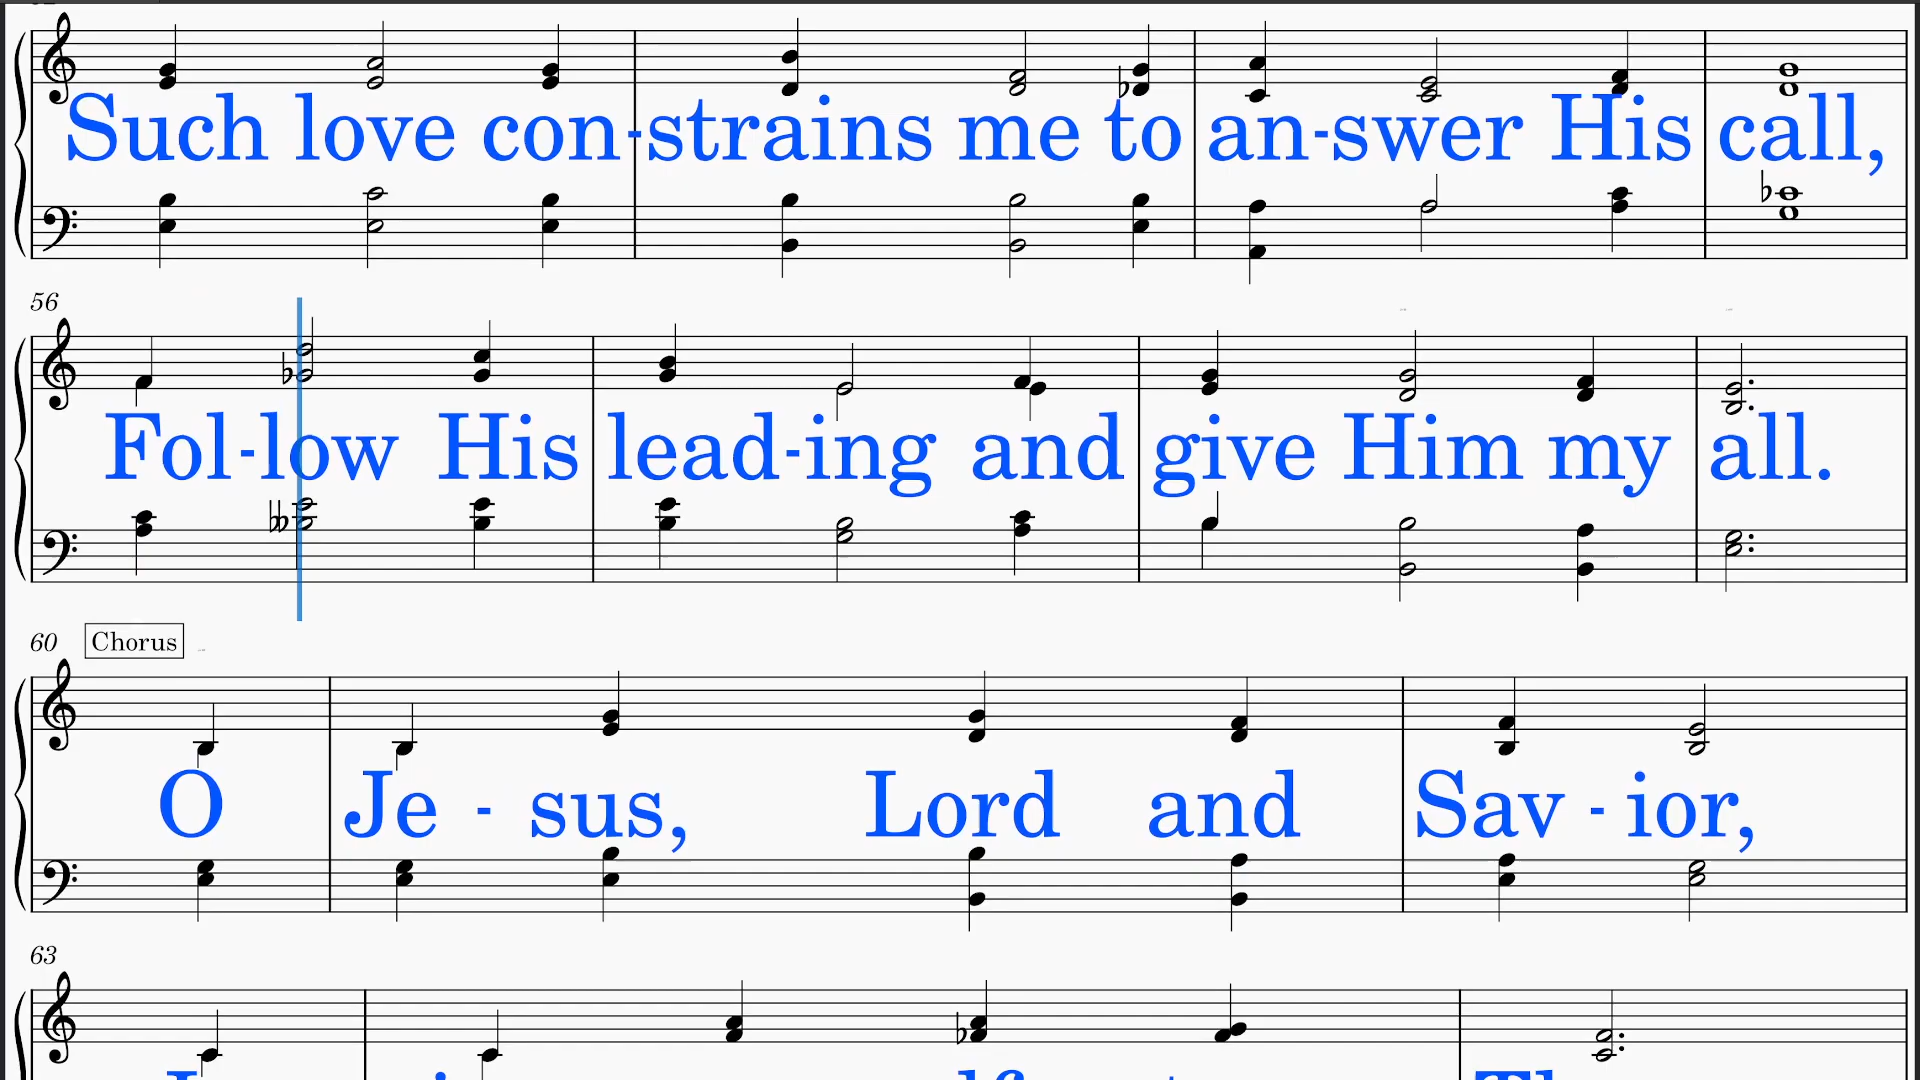 Such love con-strains me to an-swer His call,
56
Fol-low His lead-ing and give Him my all.
60 Chorus
O Je - sus, Lord and Sav - ior,
63